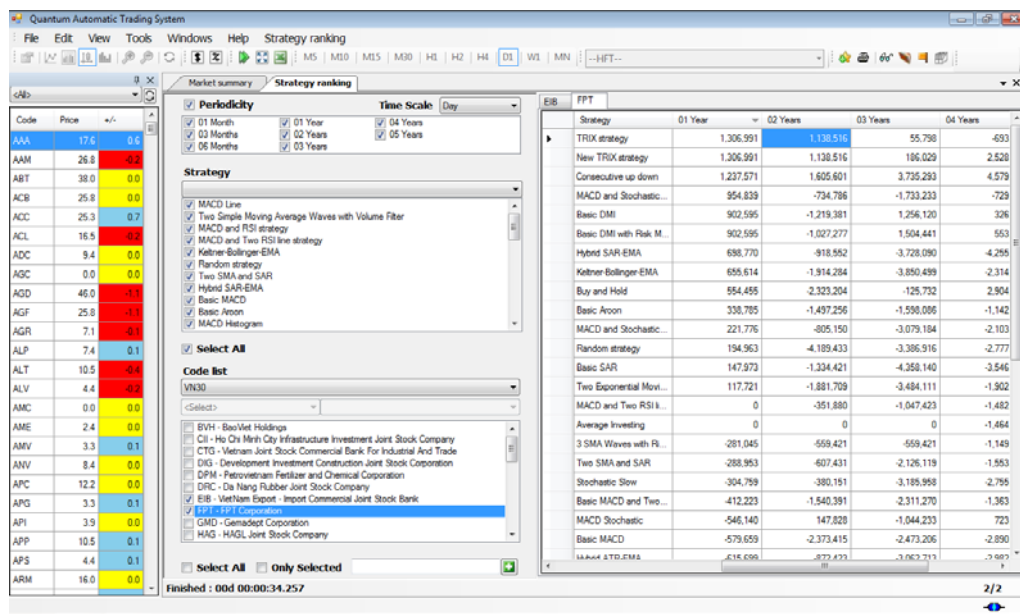 Quantum Automatic Trading System
File Edit View Tools Windows Help Strategy ranking
M5 M10 M15 M30 H1 H2 H4 D1 W1 MN --HFT--
<All>
Code Price +/-
AAA 17.6 0.6
AAM 26.8 -0.2
ABT 38.0 0.0
ACB 25.8 0.0
ACC 25.3 0.7
ACL 16.5 -0.2
ADC 9.4 0.0
AGC 0.0 0.0
AGD 46.0 -1.1
AGF 25.8 -1.1
AGR 7.1 -0.1
ALP 7.4 0.1
ALT 10.5 -0.4
ALV 4.4 -0.2
AMC 0.0 0.0
AME 2.4 0.0
AMV 3.3 0.1
ANV 8.4 0.0
APC 12.2 0.0
APG 3.3 0.1
API 3.9 0.0
APP 10.5 0.1
APS 4.4 0.1
ARM 16.0 0.0
Market summary Strategy ranking
Periodicity Time Scale Day
01 Month 01 Year 04 Years
03 Months 02 Years 05 Years
06 Months 03 Years
Strategy
MACD Line
Two Simple Moving Average Waves with Volume Filter
MACD and RSI strategy
MACD and Two RSI line strategy
Keltner-Bollinger-EMA
Random strategy
Two SMA and SAR
Hybrid SAR-EMA
Basic MACD
Basic Aroon
MACD Histogram
Select All
Code list
VN30
<Select>
BVH - BaoViet Holdings
CII - Ho Chi Minh City Infrastructure Investment Joint Stock Company
CTG - Vietnam Joint Stock Commercial Bank For Industrial And Trade
DIG - Development Investment Construction Joint Stock Corporation
DPM - Petrovietnam Fertilizer and Chemical Corporation
DRC - Da Nang Rubber Joint Stock Company
EIB - VietNam Export - Import Commercial Joint Stock Bank
FPT - FPT Corporation
GMD - Gemadept Corporation
HAG - HAGL Joint Stock Company
Select All Only Selected
Finished : 00d 00:00:34.257
EIB FPT
Strategy 01 Year 02 Years 03 Years 04 Years
TRIX strategy 1,306,991 1,138,516 55,798 -693
New TRIX strategy 1,306,991 1,138,516 186,029 2,528
Consecutive up down 1,237,571 1,605,601 3,735,293 4,579
MACD and Stochastic... 954,839 -734,786 -1,733,233 -729
Basic DMI 902,595 -1,219,381 1,256,120 326
Basic DMI with Risk M... 902,595 -1,027,277 1,504,441 553
Hybrid SAR-EMA 698,770 -918,552 -3,728,090 -4,255
Keltner-Bollinger-EMA 655,614 -1,914,284 -3,850,499 -2,314
Buy and Hold 554,455 -2,323,204 -125,732 2,904
Basic Aroon 338,785 -1,497,256 -1,598,086 -1,142
MACD and Stochastic... 221,776 -805,150 -3,079,184 -2,103
Random strategy 194,963 -4,189,433 -3,386,916 -2,777
Basic SAR 147,973 -1,334,421 -4,358,140 -3,546
Two Exponential Movi... 117,721 -1,881,709 -3,484,111 -1,902
MACD and Two RSI li... 0 -351,880 -1,047,423 -1,482
Average Investing 0 0 0 -1,464
3 SMA Waves with Ri... -281,045 -559,421 -559,421 -1,149
Two SMA and SAR -288,953 -607,431 -2,126,119 -1,553
Stochastic Slow -304,759 -380,151 -3,185,958 -2,755
Basic MACD and Two... -412,223 -1,540,391 -2,311,270 -1,363
MACD Stochastic -546,140 147,828 -1,044,233 723
Basic MACD -579,659 -2,373,415 -2,473,206 -2,890
Hybrid ATR-EMA -615,699 -872,423 -3,062,713 -2,982
2/2